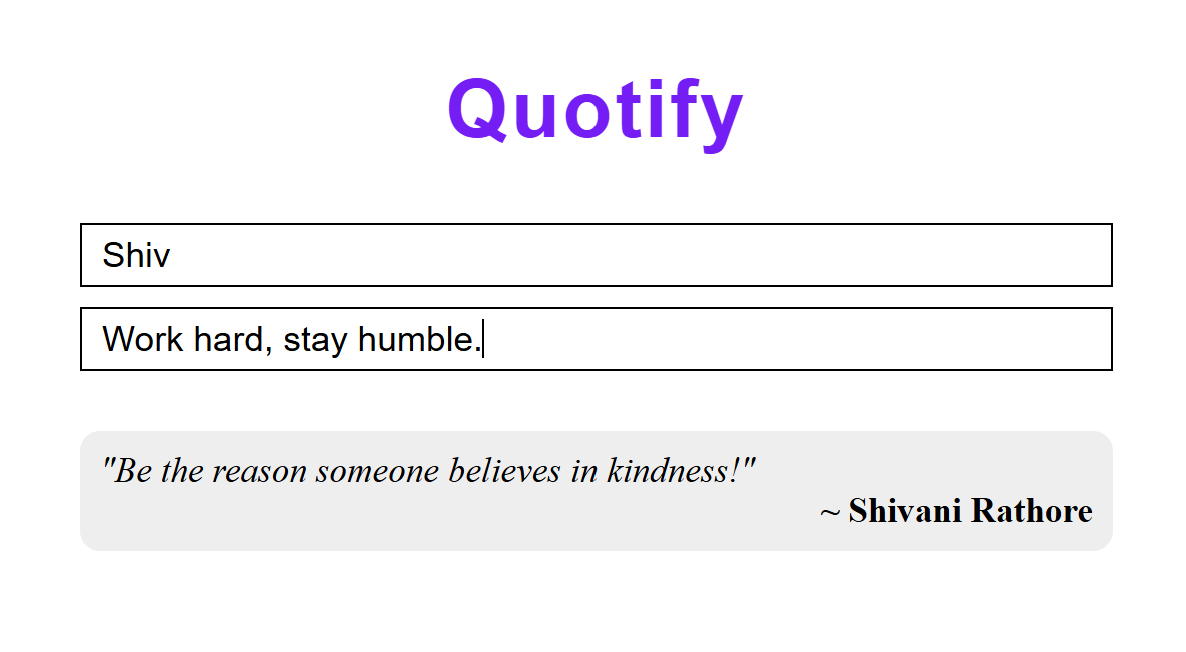 Quotify
Shiv
Work hard, stay humble.
"Be the reason someone believes in kindness!"
~ Shivani Rathore